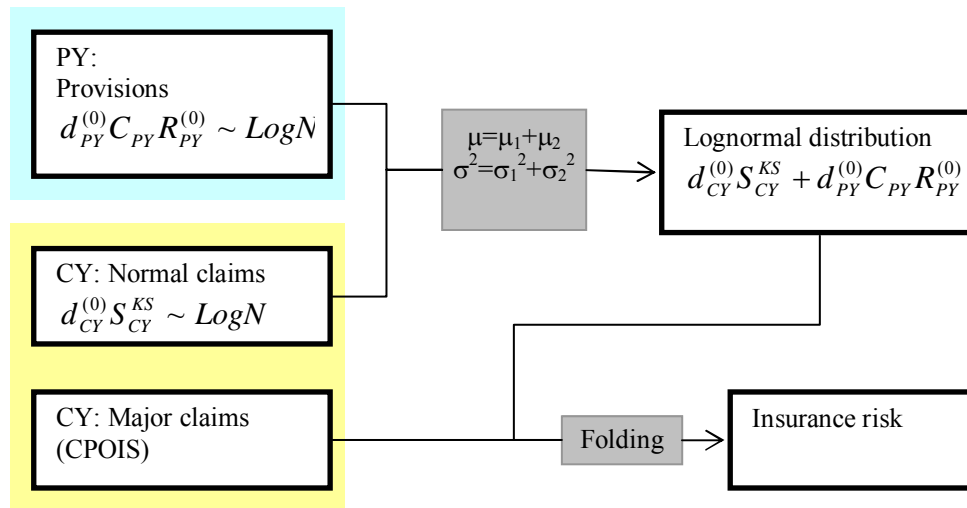 PY:
Provisions
d_{PY}^{(0)} C_{PY} R_{PY}^{(0)} ~ LogN
μ=μ₁+μ₂
σ²=σ₁²+σ₂²
Lognormal distribution
d_{CY}^{(0)} S_{CY}^{KS} + d_{PY}^{(0)} C_{PY} R_{PY}^{(0)}
CY: Normal claims
d_{CY}^{(0)} S_{CY}^{KS} ~ LogN
CY: Major claims
(CPOIS)
Folding
Insurance risk